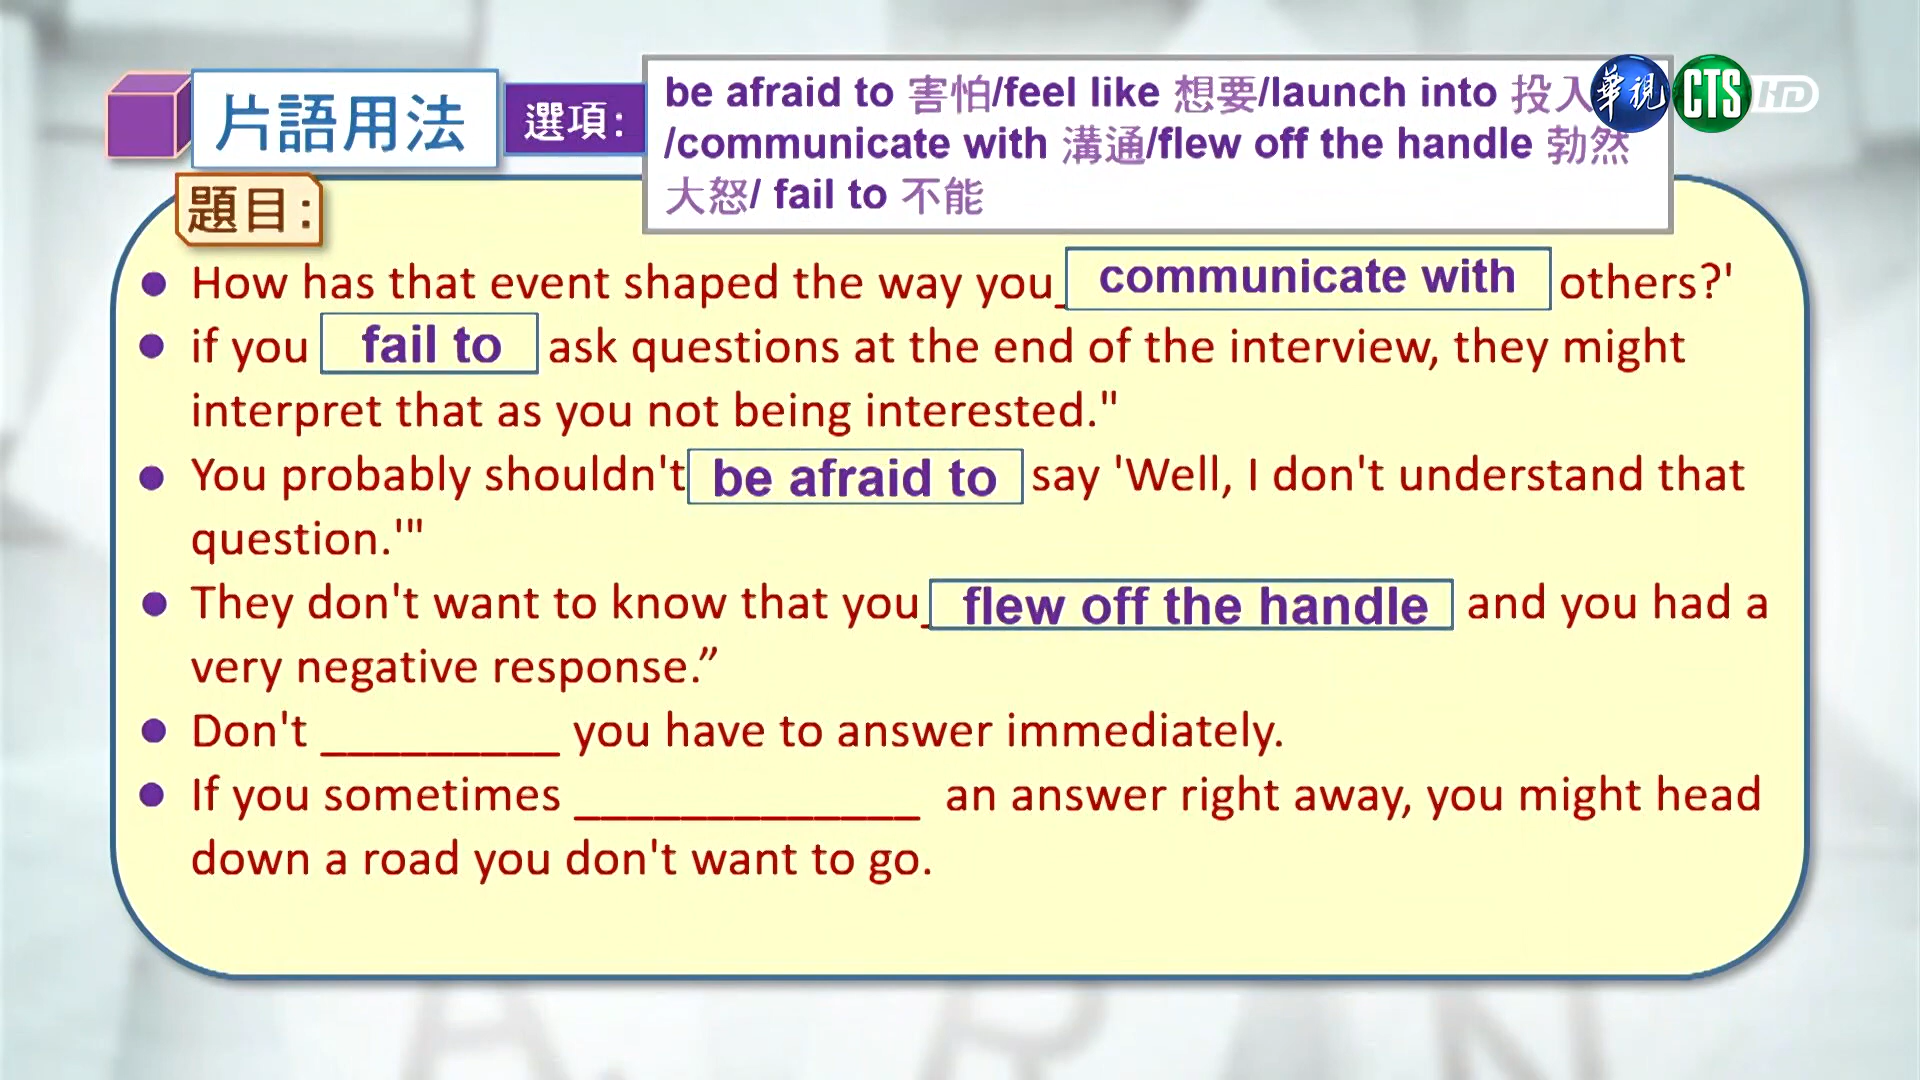 片語用法
選項:
be afraid to 害怕/feel like 想要/launch into 投入
/communicate with 溝通/flew off the handle 勃然
大怒/ fail to 不能
華視 CTS HD
題目:
How has that event shaped the way you_ communicate with others?'
if you fail to ask questions at the end of the interview, they might
interpret that as you not being interested."
You probably shouldn't be afraid to say 'Well, I don't understand that
question.'"
They don't want to know that you_ flew off the handle and you had a
very negative response.”
Don't _________ you have to answer immediately.
If you sometimes _____________ an answer right away, you might head
down a road you don't want to go.